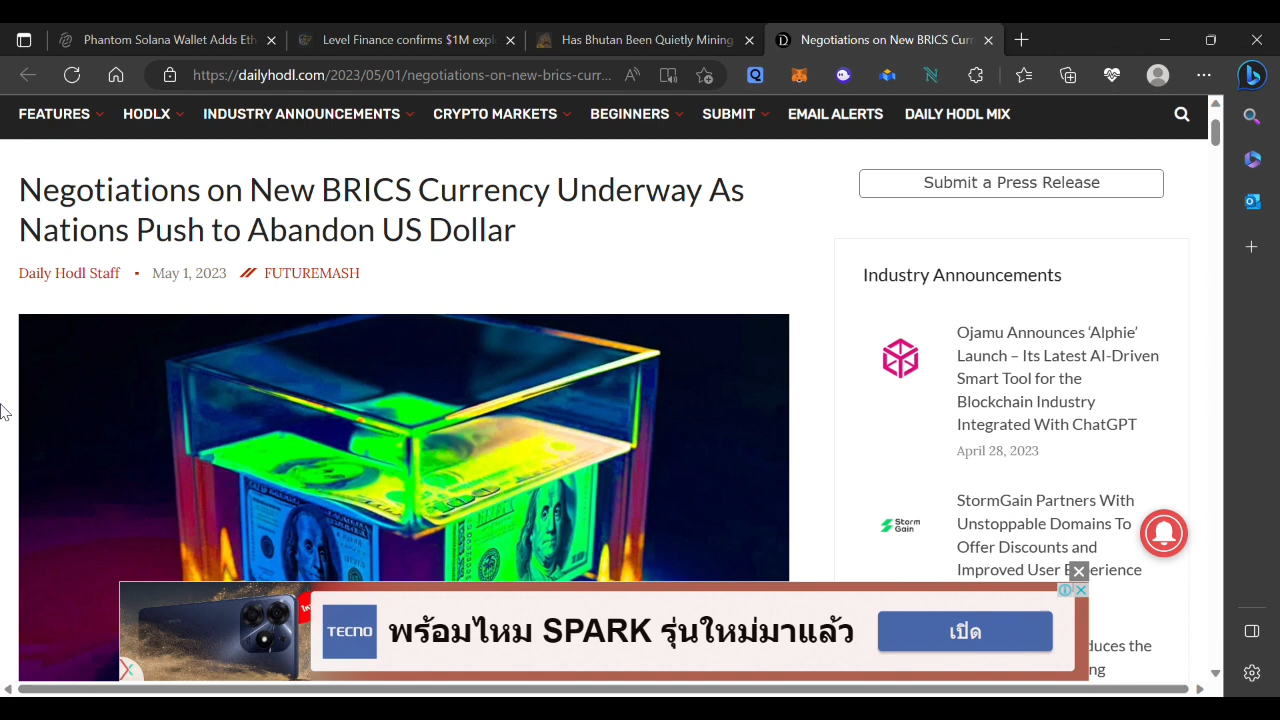 Phantom Solana Wallet Adds Eth
Level Finance confirms $1M expl
Has Bhutan Been Quietly Mining
Negotiations on New BRICS Curr
https://dailyhodl.com/2023/05/01/negotiations-on-new-brics-curr...
FEATURES
HODLX
INDUSTRY ANNOUNCEMENTS
CRYPTO MARKETS
BEGINNERS
SUBMIT
EMAIL ALERTS
DAILY HODL MIX
Negotiations on New BRICS Currency Underway As
Nations Push to Abandon US Dollar
Daily Hodl Staff
May 1, 2023
FUTUREMASH
Submit a Press Release
Industry Announcements
Ojamu Announces ‘Alphie’
Launch – Its Latest AI-Driven
Smart Tool for the
Blockchain Industry
Integrated With ChatGPT
April 28, 2023
Storm
Gain
StormGain Partners With
Unstoppable Domains To
Offer Discounts and
Improved User Experience
duces the
ng
TECNO
พร้อมไหม SPARK รุ่นใหม่มาแล้ว
เปิด